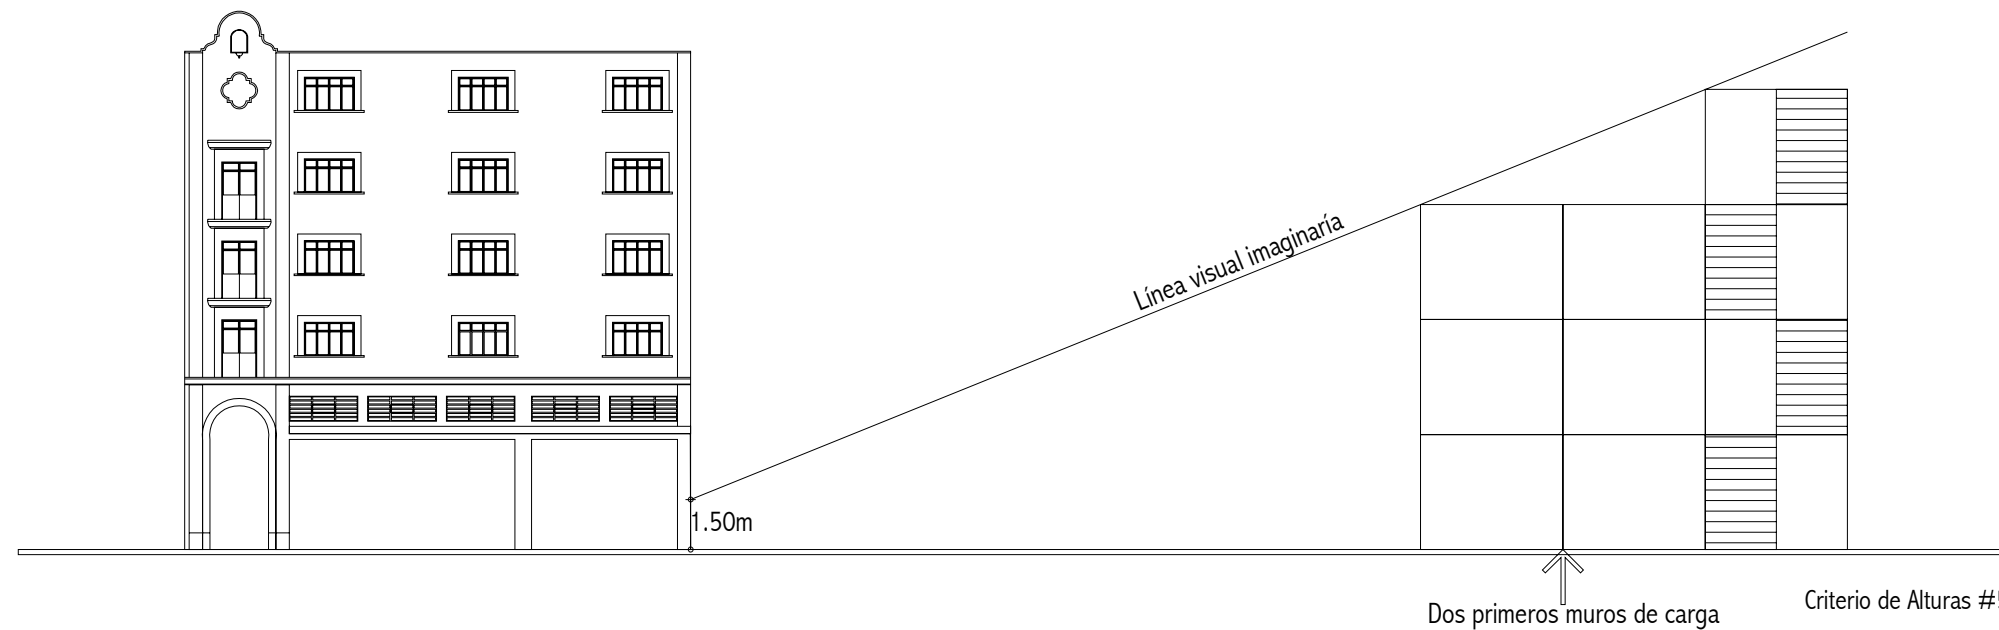 Línea visual imaginaría
1.50m
Dos primeros muros de carga
Criterio de Alturas